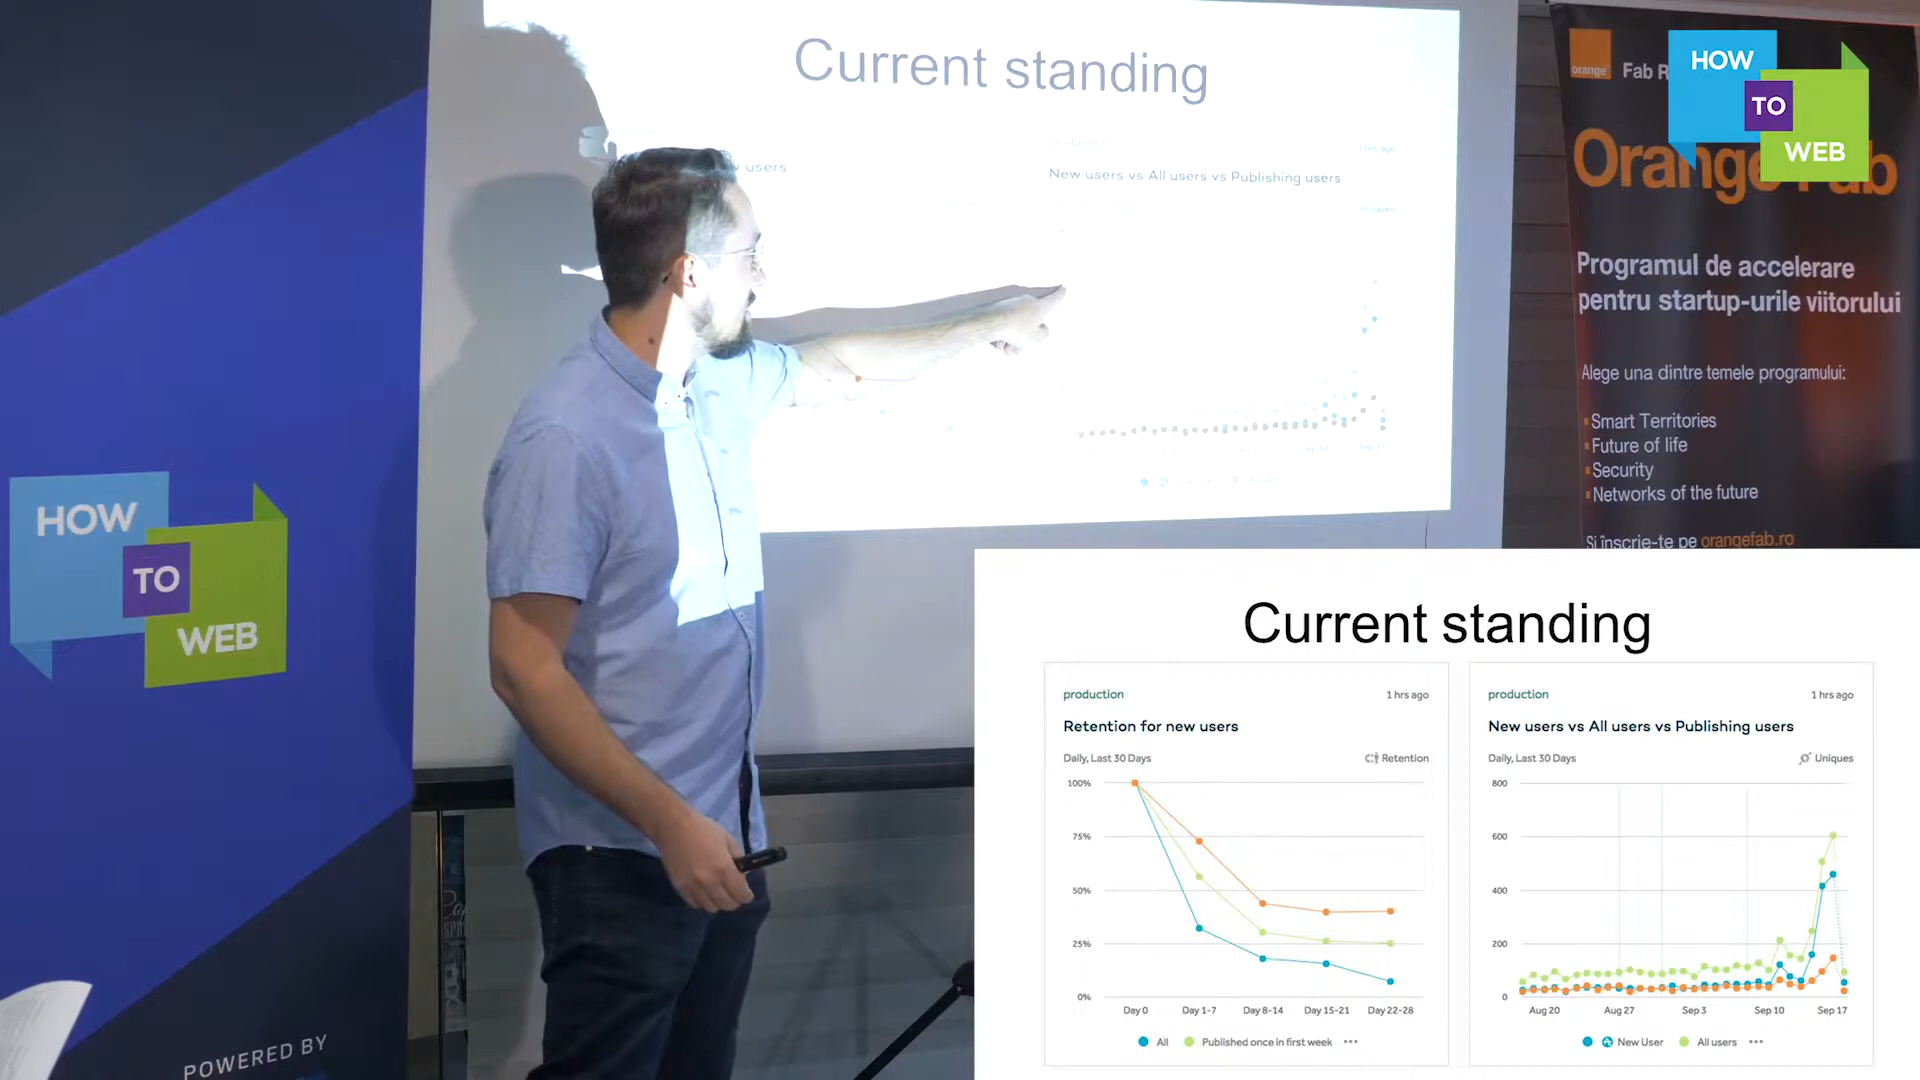 Current standing
users
1 hrs ago
New users vs All users vs Publishing users
Uniques
orange
Fab
Orange Fab
Programul de accelerare
pentru startup-urile viitorului
Alege una dintre temele programului:
Smart Territories
Future of life
Security
Networks of the future
Si înscrie-te pe orangefab.ro
HOW
TO
WEB
HOW
TO
WEB
POWERED BY
Current standing
production
1 hrs ago
Retention for new users
Daily, Last 30 Days
Retention
100%
75%
50%
25%
0%
Day 0 Day 1-7 Day 8-14 Day 15-21 Day 22-28
All Published once in first week •••
production
1 hrs ago
New users vs All users vs Publishing users
Daily, Last 30 Days
Uniques
800
600
400
200
0
Aug 20 Aug 27 Sep 3 Sep 10 Sep 17
New User All users •••